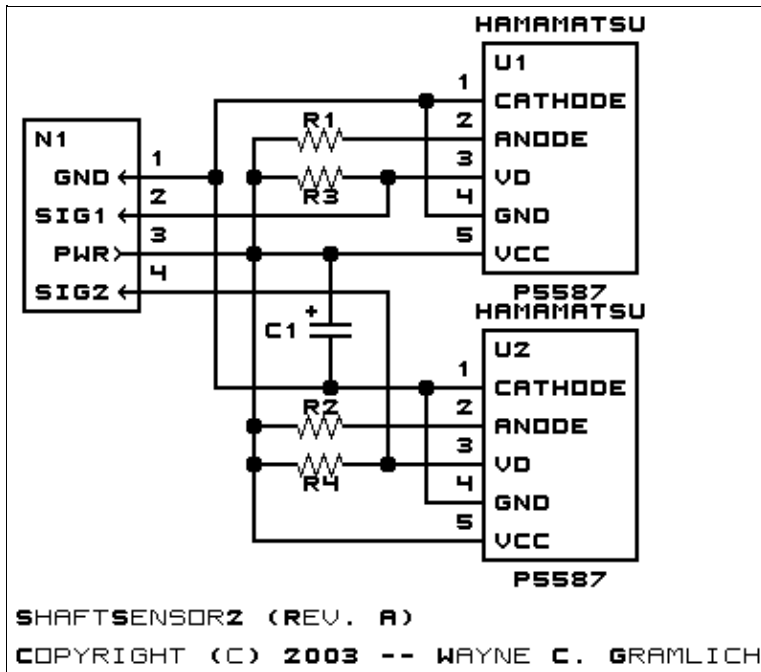 HAMAMATSU
U1
1 CATHODE
2 ANODE
3 VO
4 GND
5 VCC
P5587
N1
GND 1
SIG1 2
PWR 3
SIG2 4
R1
R3
+
C1
R2
R4
HAMAMATSU
U2
1 CATHODE
2 ANODE
3 VO
4 GND
5 VCC
P5587
SHAFTSENSOR2 (REV. A)
COPYRIGHT (C) 2003 -- WAYNE C. GRAMLICH